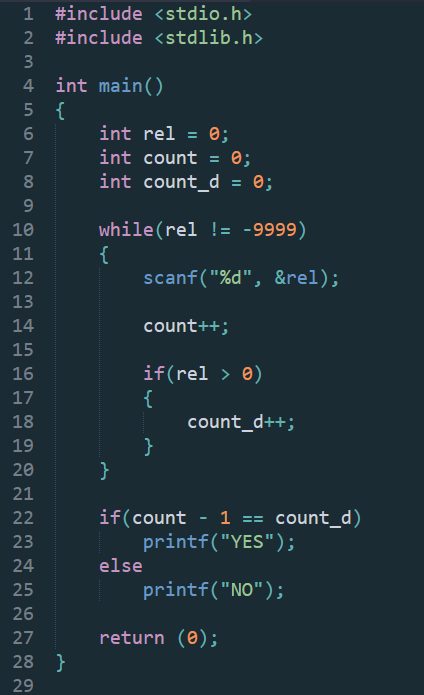 1 #include <stdio.h>
2 #include <stdlib.h>
3
4 int main()
5 {
6     int rel = 0;
7     int count = 0;
8     int count_d = 0;
9
10     while(rel != -9999)
11     {
12         scanf("%d", &rel);
13
14         count++;
15
16         if(rel > 0)
17         {
18             count_d++;
19         }
20     }
21
22     if(count - 1 == count_d)
23         printf("YES");
24     else
25         printf("NO");
26
27     return (0);
28 }
29